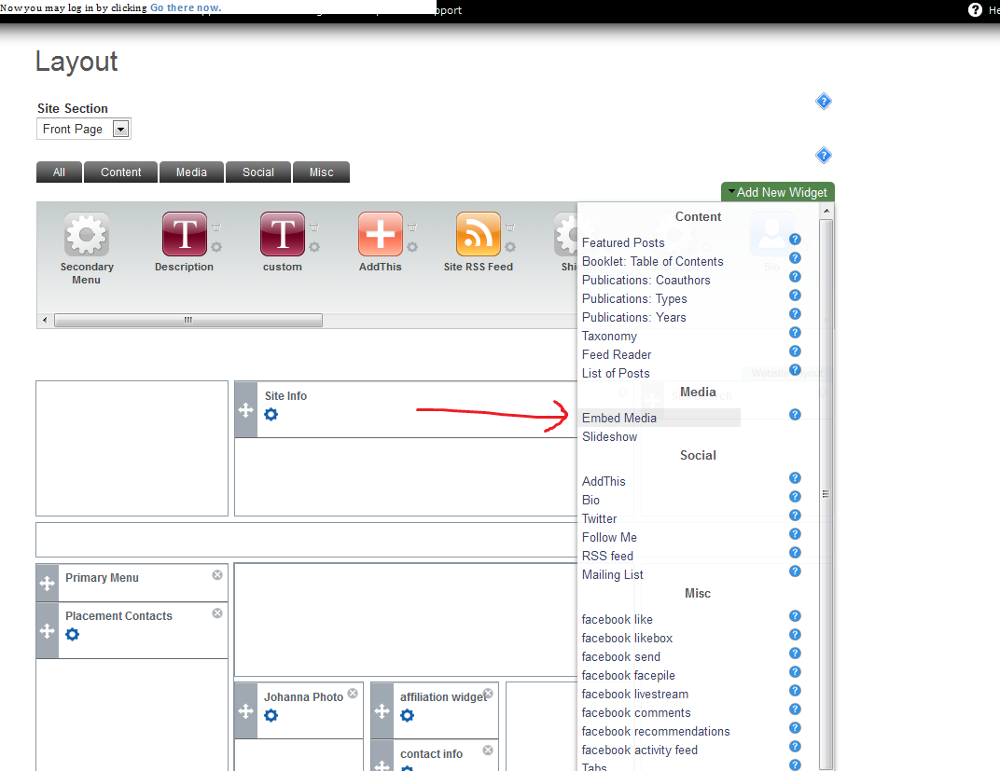 Now you may log in by clicking Go there now.
pport
He
Layout
Site Section
Front Page
All
Content
Media
Social
Misc
Add New Widget
Secondary
Menu
Description
custom
AddThis
Site RSS Feed
Shi
Bio
Content
Featured Posts
Booklet: Table of Contents
Publications: Coauthors
Publications: Types
Publications: Years
Taxonomy
Feed Reader
List of Posts
Media
Embed Media
Slideshow
Social
AddThis
Bio
Twitter
Follow Me
RSS feed
Mailing List
Misc
facebook like
facebook likebox
facebook send
facebook facepile
facebook livestream
facebook comments
facebook recommendations
facebook activity feed
Tabs
Site Info
Primary Menu
Placement Contacts
Johanna Photo
affiliation widget
contact info